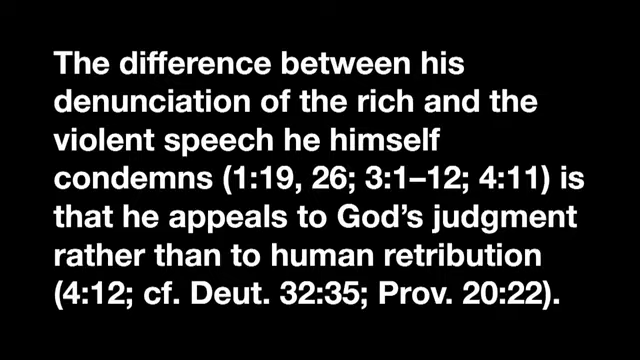 The difference between his
denunciation of the rich and the
violent speech he himself
condemns (1:19, 26; 3:1–12; 4:11) is
that he appeals to God’s judgment
rather than to human retribution
(4:12; cf. Deut. 32:35; Prov. 20:22).